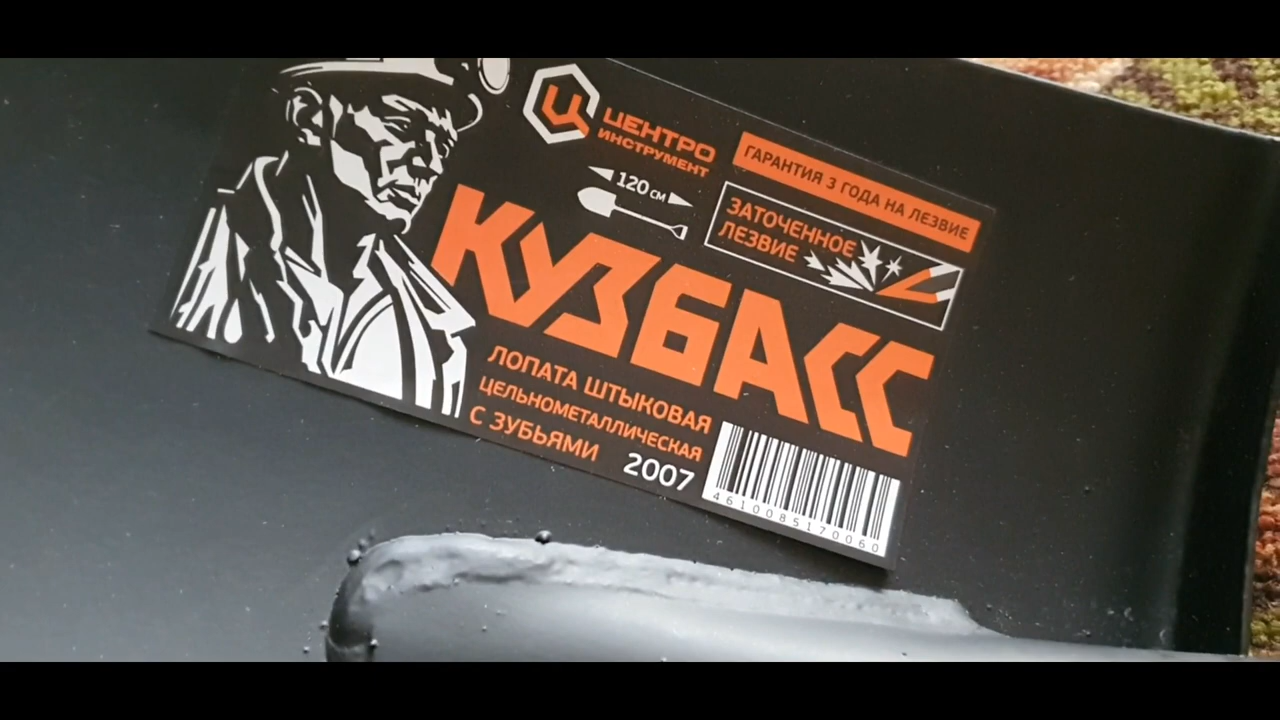 Ц ЦЕНТРО
ИНСТРУМЕНТ
120 СМ
ГАРАНТИЯ 3 ГОДА НА ЛЕЗВИЕ
ЗАТОЧЕННОЕ
ЛЕЗВИЕ
КУЗБАСС
ЛОПАТА ШТЫКОВАЯ
ЦЕЛЬНОМЕТАЛЛИЧЕСКАЯ
С ЗУБЬЯМИ
2007
4610085170060